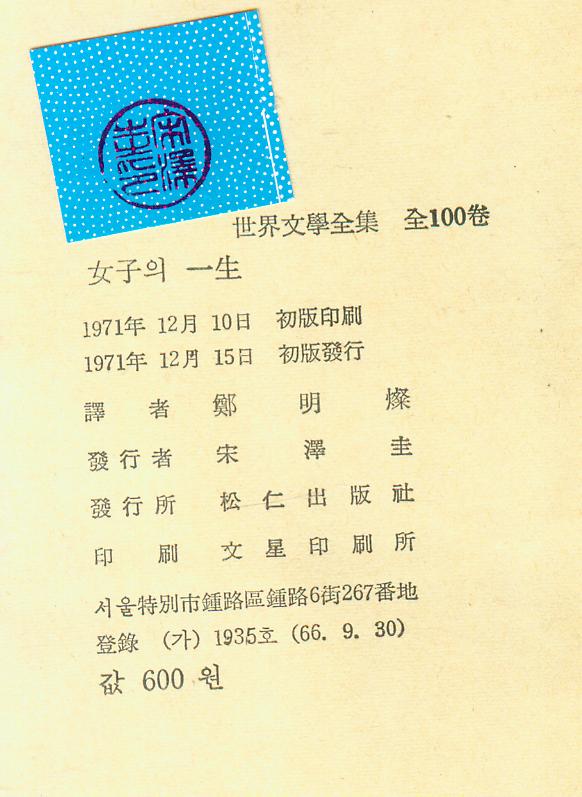 世界文學全集 全100卷
女子의 一生
1971年 12月 10日 初版印刷
1971年 12月 15日 初版發行
譯者 鄭明燦
發行者 宋澤圭
發行所 松仁出版社
印刷 文星印刷所
서울特別市鍾路區鍾路6街267番地
登錄 (가) 1935호 (66. 9. 30)
값 600 원